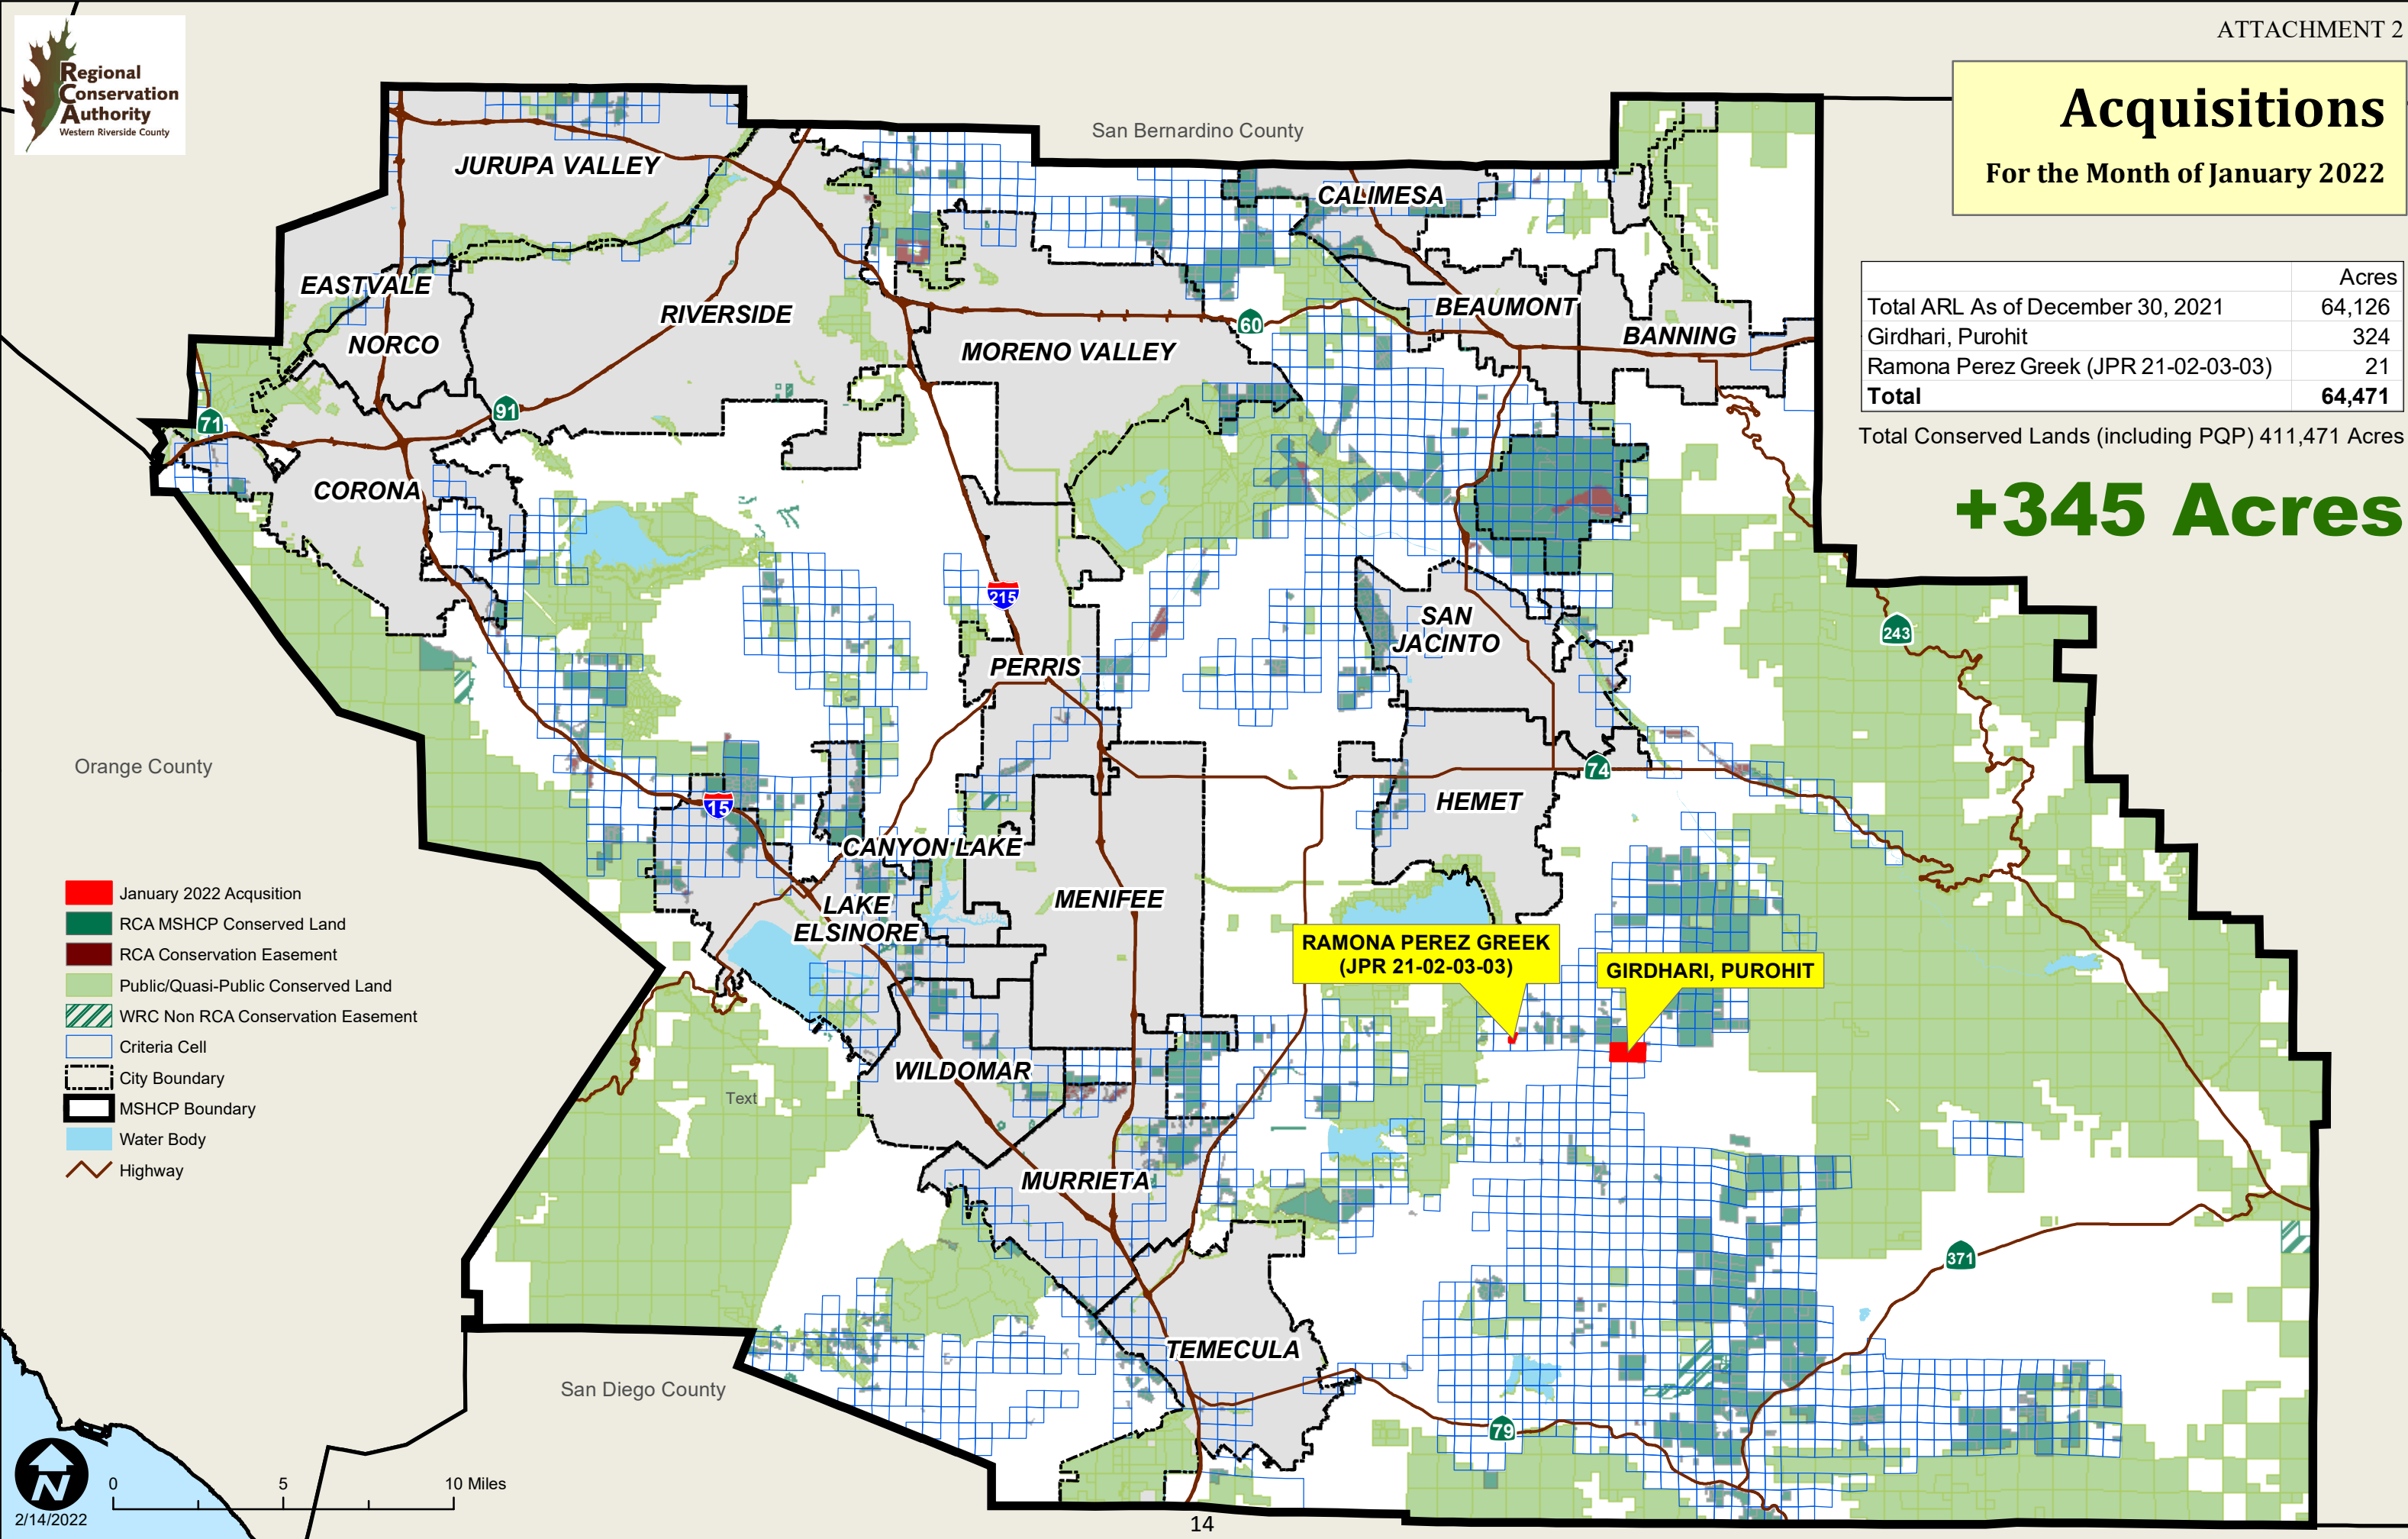 ATTACHMENT 2
Regional
Conservation
Authority
Western Riverside County
Acquisitions
For the Month of January 2022
Acres
Total ARL As of December 30, 2021 64,126
Girdhari, Purohit 324
Ramona Perez Greek (JPR 21-02-03-03) 21
Total 64,471
Total Conserved Lands (including PQP) 411,471 Acres
+345 Acres
San Bernardino County
JURUPA VALLEY
CALIMESA
EASTVALE
RIVERSIDE
BEAUMONT
60
BANNING
NORCO
MORENO VALLEY
91
71
CORONA
215
SAN
JACINTO
243
PERRIS
Orange County
74
15
HEMET
CANYON LAKE
MENIFEE
LAKE
ELSINORE
RAMONA PEREZ GREEK
(JPR 21-02-03-03)
GIRDHARI, PUROHIT
WILDOMAR
Text
MURRIETA
371
TEMECULA
San Diego County
79
January 2022 Acqusition
RCA MSHCP Conserved Land
RCA Conservation Easement
Public/Quasi-Public Conserved Land
WRC Non RCA Conservation Easement
Criteria Cell
City Boundary
MSHCP Boundary
Water Body
Highway
N
0 5 10 Miles
2/14/2022
14